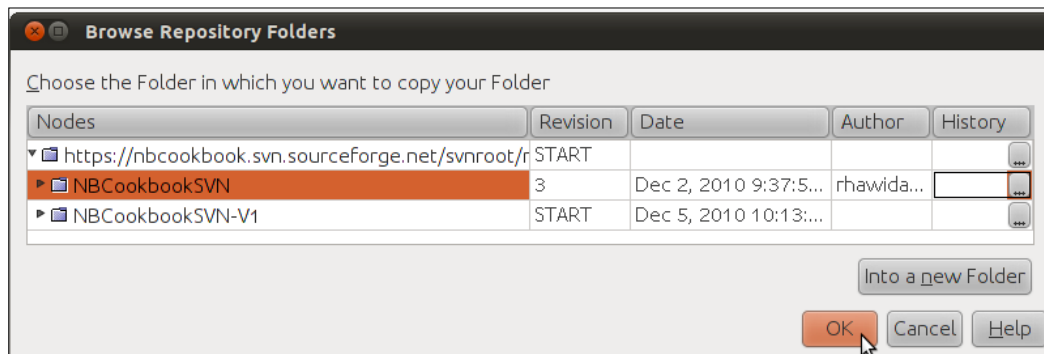 Browse Repository Folders
Choose the Folder in which you want to copy your Folder
Nodes Revision Date Author History
https://nbcookbook.svn.sourceforge.net/svnroot/r START ...
NBCookbookSVN 3 Dec 2, 2010 9:37:5... rhawida... ...
NBCookbookSVN-V1 START Dec 5, 2010 10:13:... ...
Into a new Folder
OK Cancel Help